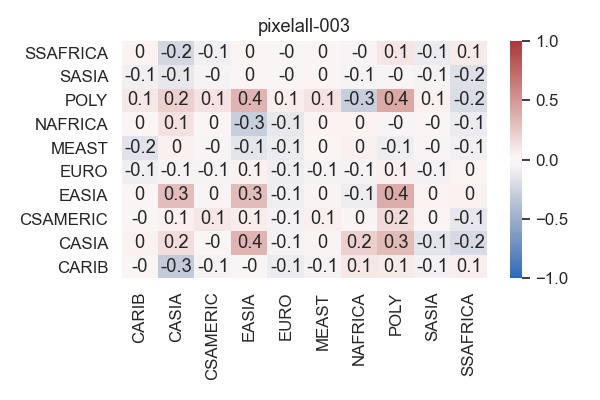 pixelall-003
SSAFRICA 0 -0.2 -0.1 0 -0 0 -0 0.1 -0.1 0.1
SASIA -0.1 -0.1 -0 0 -0 0 -0.1 -0 -0.1 -0.2
POLY 0.1 0.2 0.1 0.4 0.1 0.1 -0.3 0.4 0.1 -0.2
NAFRICA 0 0.1 0 -0.3 -0.1 0 0 -0 -0 -0.1
MEAST -0.2 0 -0 -0.1 -0.1 0 0 -0.1 -0 -0.1
EURO -0.1 -0.1 -0.1 0.1 -0.1 -0.1 -0.1 0.1 -0.1 0
EASIA 0 0.3 0 0.3 -0.1 0 -0.1 0.4 0 0
CSAMERIC -0 0.1 0.1 0.1 -0.1 0.1 0 0.2 0 -0.1
CASIA 0 0.2 -0 0.4 -0.1 0 0.2 0.3 -0.1 -0.2
CARIB -0 -0.3 -0.1 -0 -0.1 -0.1 0.1 0.1 -0.1 0.1
CARIB CASIA CSAMERIC EASIA EURO MEAST NAFRICA POLY SASIA SSAFRICA
1.0
0.5
0.0
−0.5
−1.0